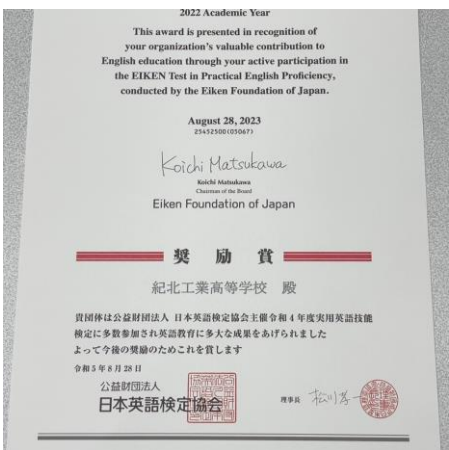 2022 Academic Year
This award is presented in recognition of
your organization's valuable contribution to
English education through your active participation in
the EIKEN Test in Practical English Proficiency,
conducted by the Eiken Foundation of Japan.
August 28, 2023
25452500(05067)
Koichi Matsukawa
Koichi Matsukawa
Chairman of the Board
Eiken Foundation of Japan
奨励賞
紀北工業高等学校 殿
貴団体は公益財団法人 日本英語検定協会主催令和4年度実用英語技能
検定に多数参加され英語教育に多大な成果をあげられました
よって今後の奨励のためこれを賞します
令和5年8月28日
公益財団法人
日本英語検定協会
理事長 松川孝一